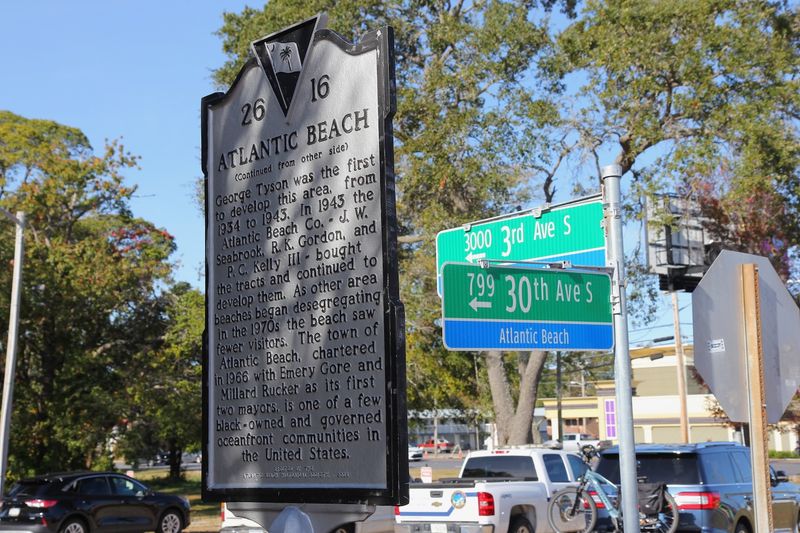 26 16
ATLANTIC BEACH
(Continued from other side)
George Tyson was the first
to develop this area, from
1934 to 1943. In 1943 the
Atlantic Beach Co. - J. W.
Seabrook, R. K. Gordon, and
P. C. Kelly III - bought
the tracts and continued to
develop them. As other area
beaches began desegregating
in the 1970s the beach saw
fewer visitors. The town of
Atlantic Beach, chartered
in 1966 with Emery Gore and
Millard Rucker as its first
two mayors, is one of a few
black-owned and governed
oceanfront communities in
the United States.
3000 3rd Ave S
799 30th Ave S
Atlantic Beach